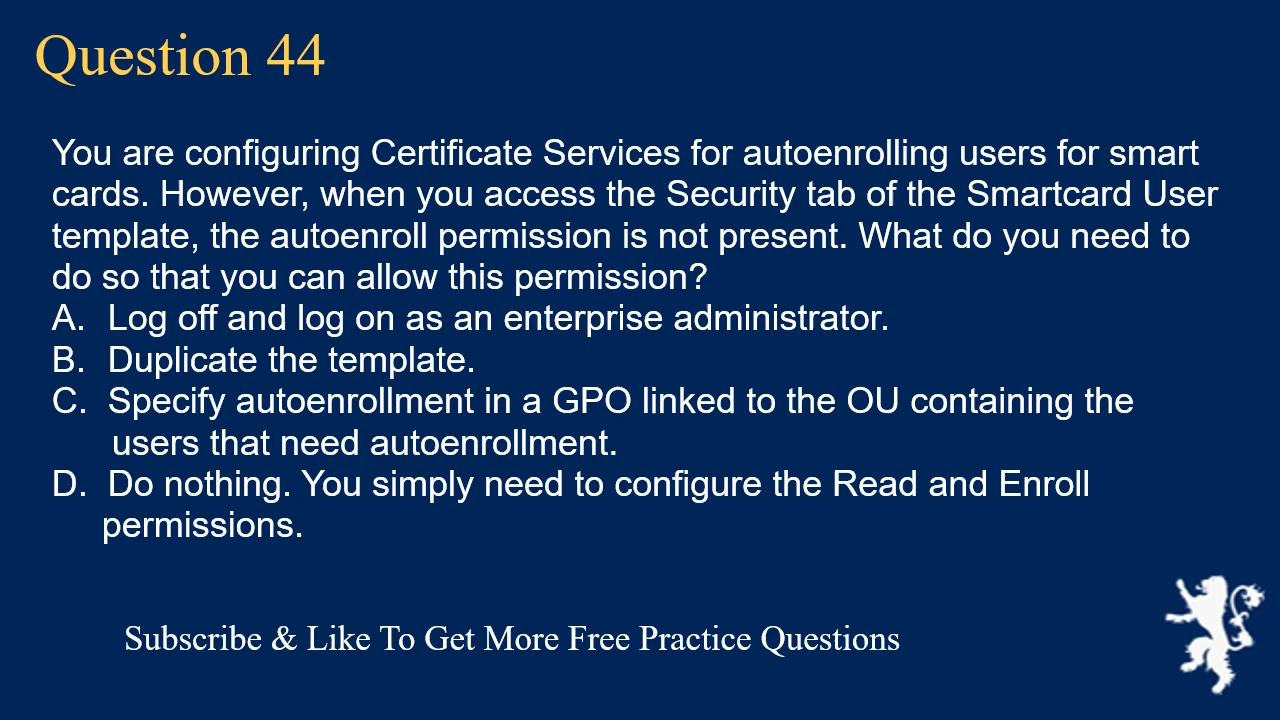 Question 44
You are configuring Certificate Services for autoenrolling users for smart
cards. However, when you access the Security tab of the Smartcard User
template, the autoenroll permission is not present. What do you need to
do so that you can allow this permission?
A. Log off and log on as an enterprise administrator.
B. Duplicate the template.
C. Specify autoenrollment in a GPO linked to the OU containing the
users that need autoenrollment.
D. Do nothing. You simply need to configure the Read and Enroll
permissions.
Subscribe & Like To Get More Free Practice Questions